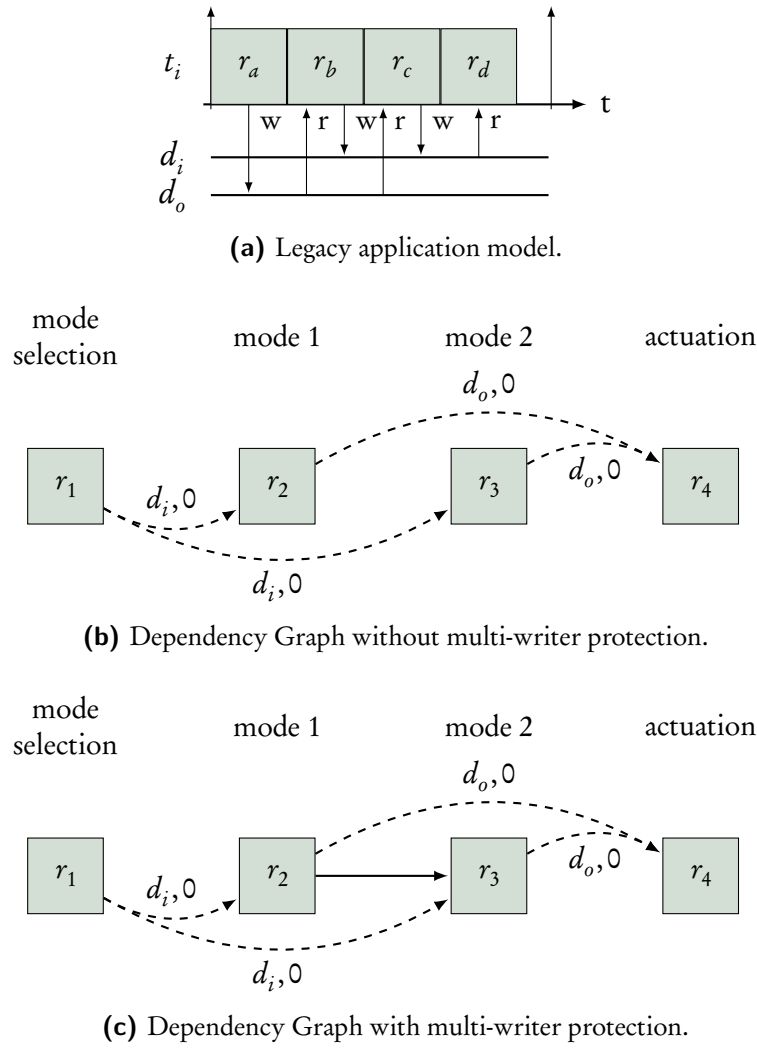 t_i r_a r_b r_c r_d
t
w r w r w r
d_i
d_o
(a) Legacy application model.
mode selection mode 1 mode 2 actuation
d_o, 0
r_1 r_2 r_3 r_4
d_i, 0 d_o, 0
d_i, 0
(b) Dependency Graph without multi-writer protection.
mode selection mode 1 mode 2 actuation
d_o, 0
r_1 r_2 r_3 r_4
d_i, 0 d_o, 0
d_i, 0
(c) Dependency Graph with multi-writer protection.